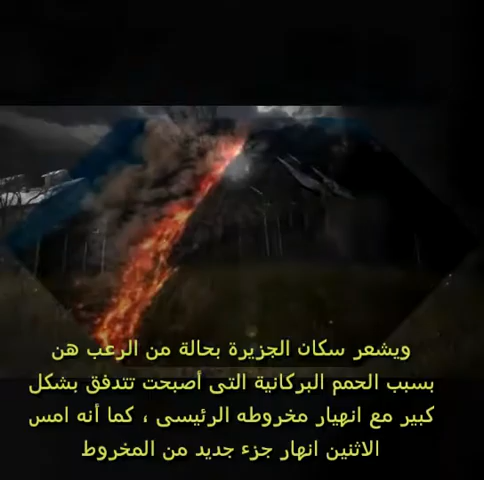 ويشعر سكان الجزيرة بحالة من الرعب هن
بسبب الحمم البركانية التى أصبحت تتدفق بشكل
كبير مع انهيار مخروطه الرئيسى ، كما أنه امس
الاثنين انهار جزء جديد من المخروط